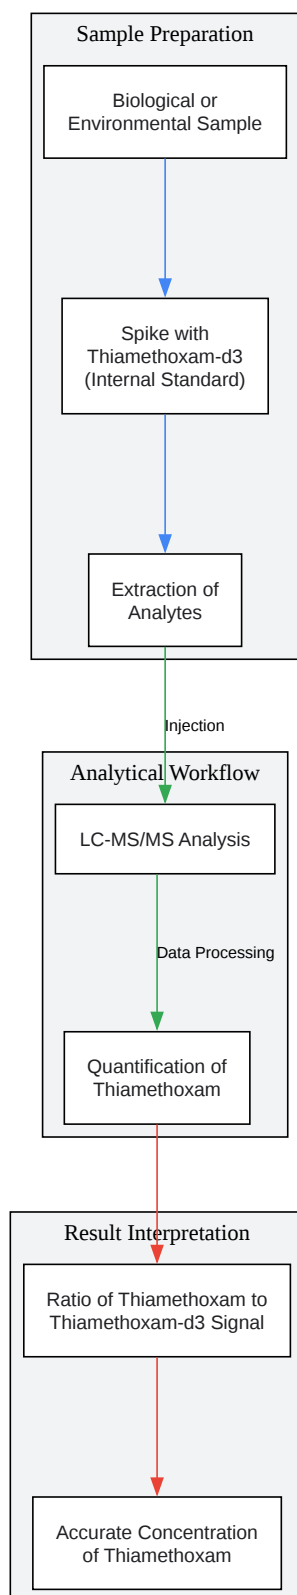 Sample Preparation
Biological or
Environmental Sample
Spike with
Thiamethoxam-d3
(Internal Standard)
Extraction of
Analytes
Injection
Analytical Workflow
LC-MS/MS Analysis
Data Processing
Quantification of
Thiamethoxam
Result Interpretation
Ratio of Thiamethoxam to
Thiamethoxam-d3 Signal
Accurate Concentration
of Thiamethoxam